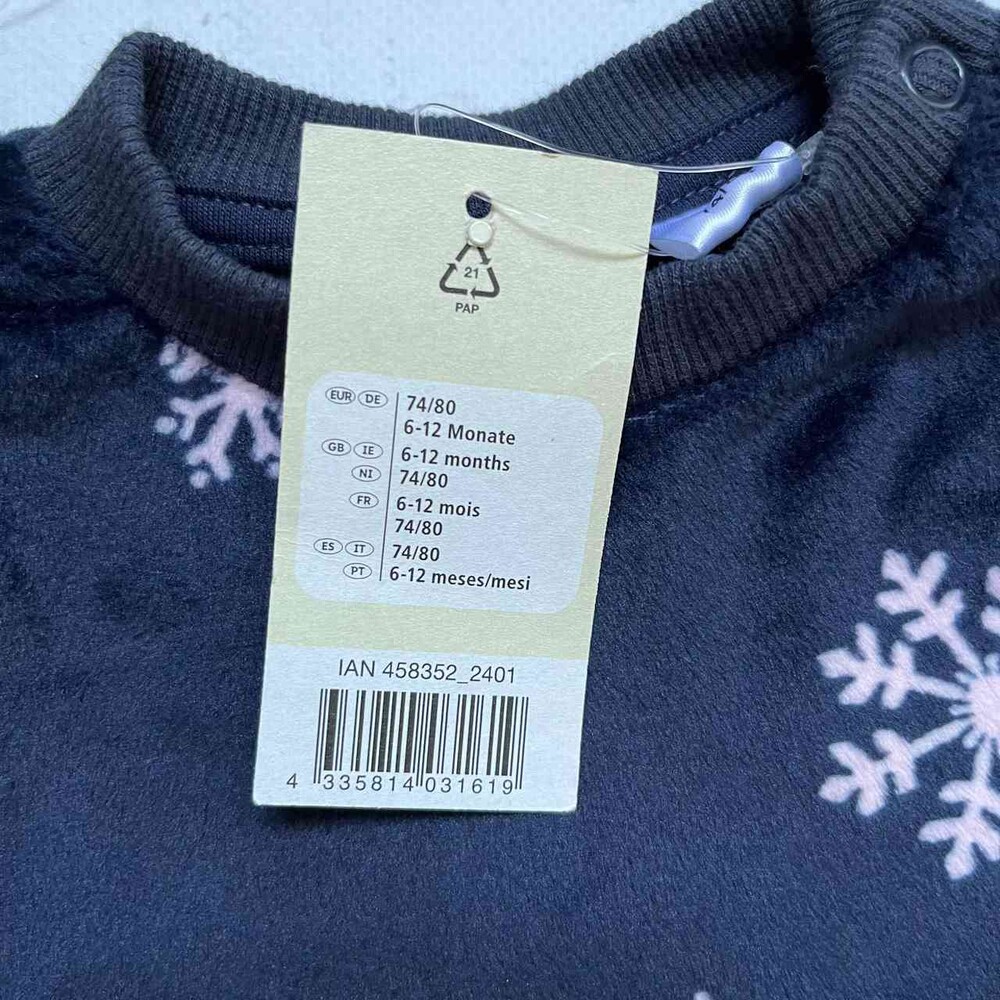 21
PAP
EUR DE 74/80
6-12 Monate
GB IE 6-12 months
NI 74/80
FR 6-12 mois
74/80
ES IT 74/80
PT 6-12 meses/mesi
IAN 458352_2401
4 335814 031619